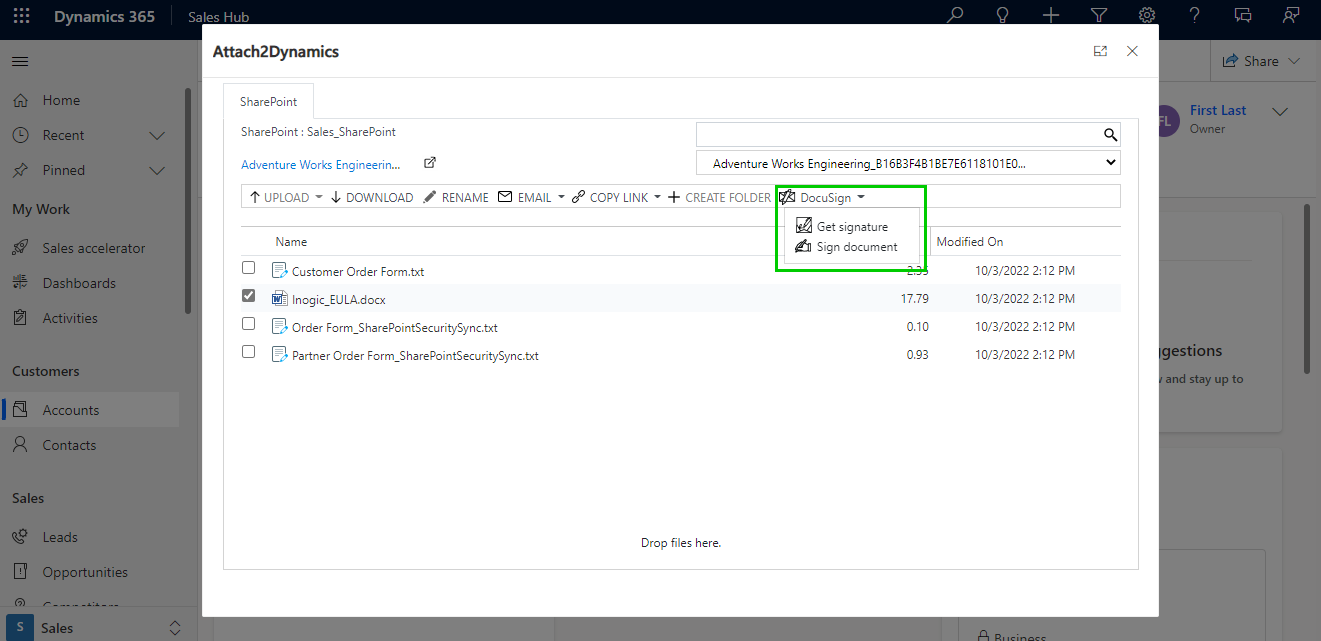 Dynamics 365
Sales Hub
Attach2Dynamics
Share
Home
Recent
Pinned
My Work
Sales accelerator
Dashboards
Activities
Customers
Accounts
Contacts
Sales
Leads
Opportunities
S Sales
FL First Last
Owner
SharePoint
SharePoint : Sales_SharePoint
Adventure Works Engineerin...
Adventure Works Engineering_B16B3F4B1BE7E6118101E0...
UPLOAD DOWNLOAD RENAME EMAIL COPY LINK CREATE FOLDER DocuSign
Get signature
Sign document
Name Modified On
Customer Order Form.txt 2.35 10/3/2022 2:12 PM
Inogic_EULA.docx 17.79 10/3/2022 2:12 PM
Order Form_SharePointSecuritySync.txt 0.10 10/3/2022 2:12 PM
Partner Order Form_SharePointSecuritySync.txt 0.93 10/3/2022 2:12 PM
Drop files here.
ggestions
and stay up to
Business